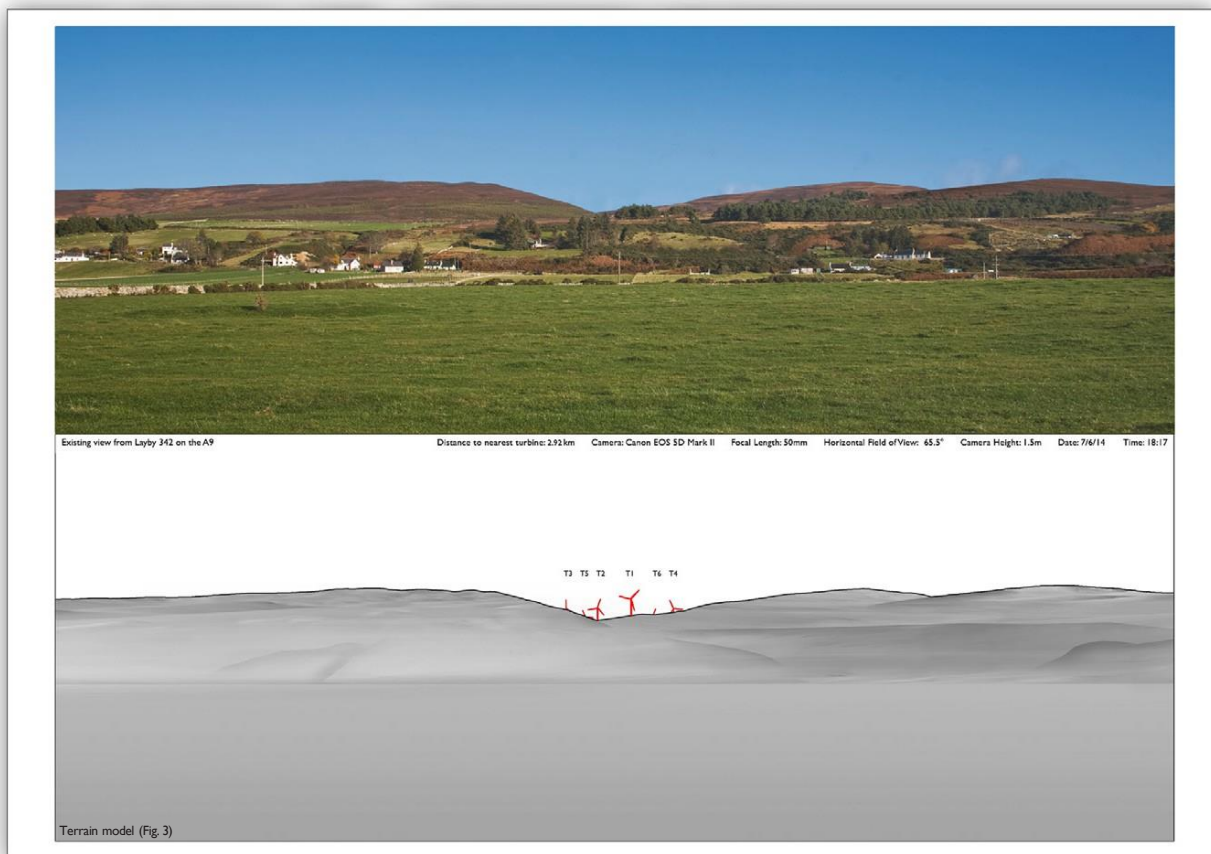 Existing view from Layby 342 on the A9 Distance to nearest turbine: 2.92km Camera: Canon EOS 5D Mark II Focal Length: 50mm Horizontal Field of View: 65.5° Camera Height: 1.5m Date: 7/6/14 Time: 18:17
T3 T5 T2 T1 T6 T4
Terrain model (Fig. 3)